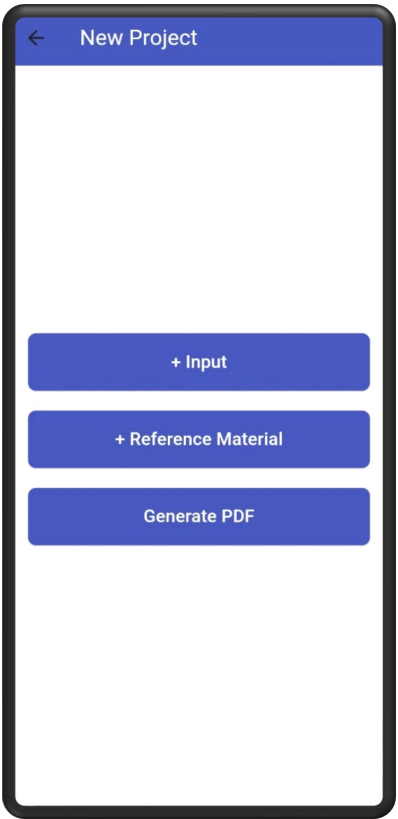 New Project
+ Input
+ Reference Material
Generate PDF